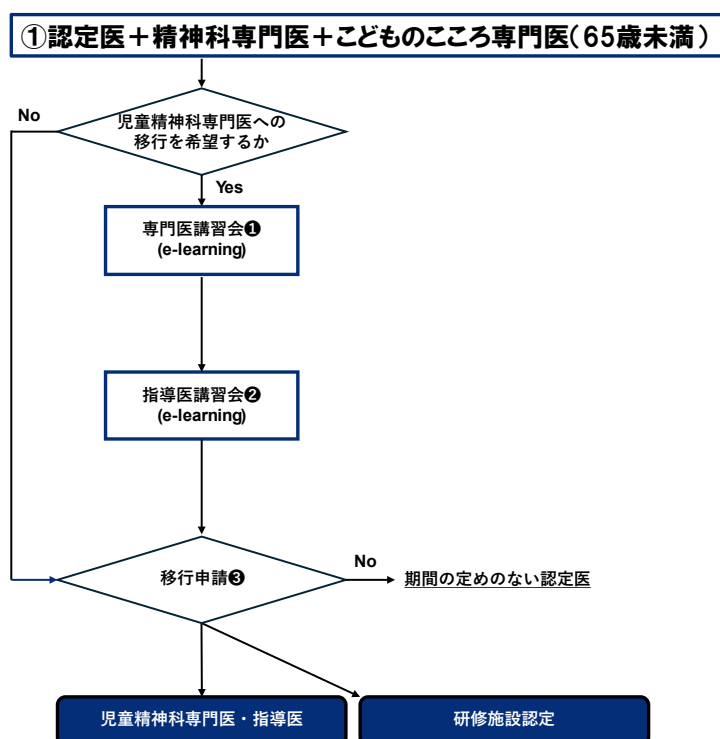 ①認定医＋精神科専門医＋こどものこころ専門医（65歳未満）
No
児童精神科専門医への
移行を希望するか
Yes
専門医講習会❶
(e-learning)
指導医講習会❷
(e-learning)
移行申請❸
No
期間の定めのない認定医
児童精神科専門医・指導医
研修施設認定